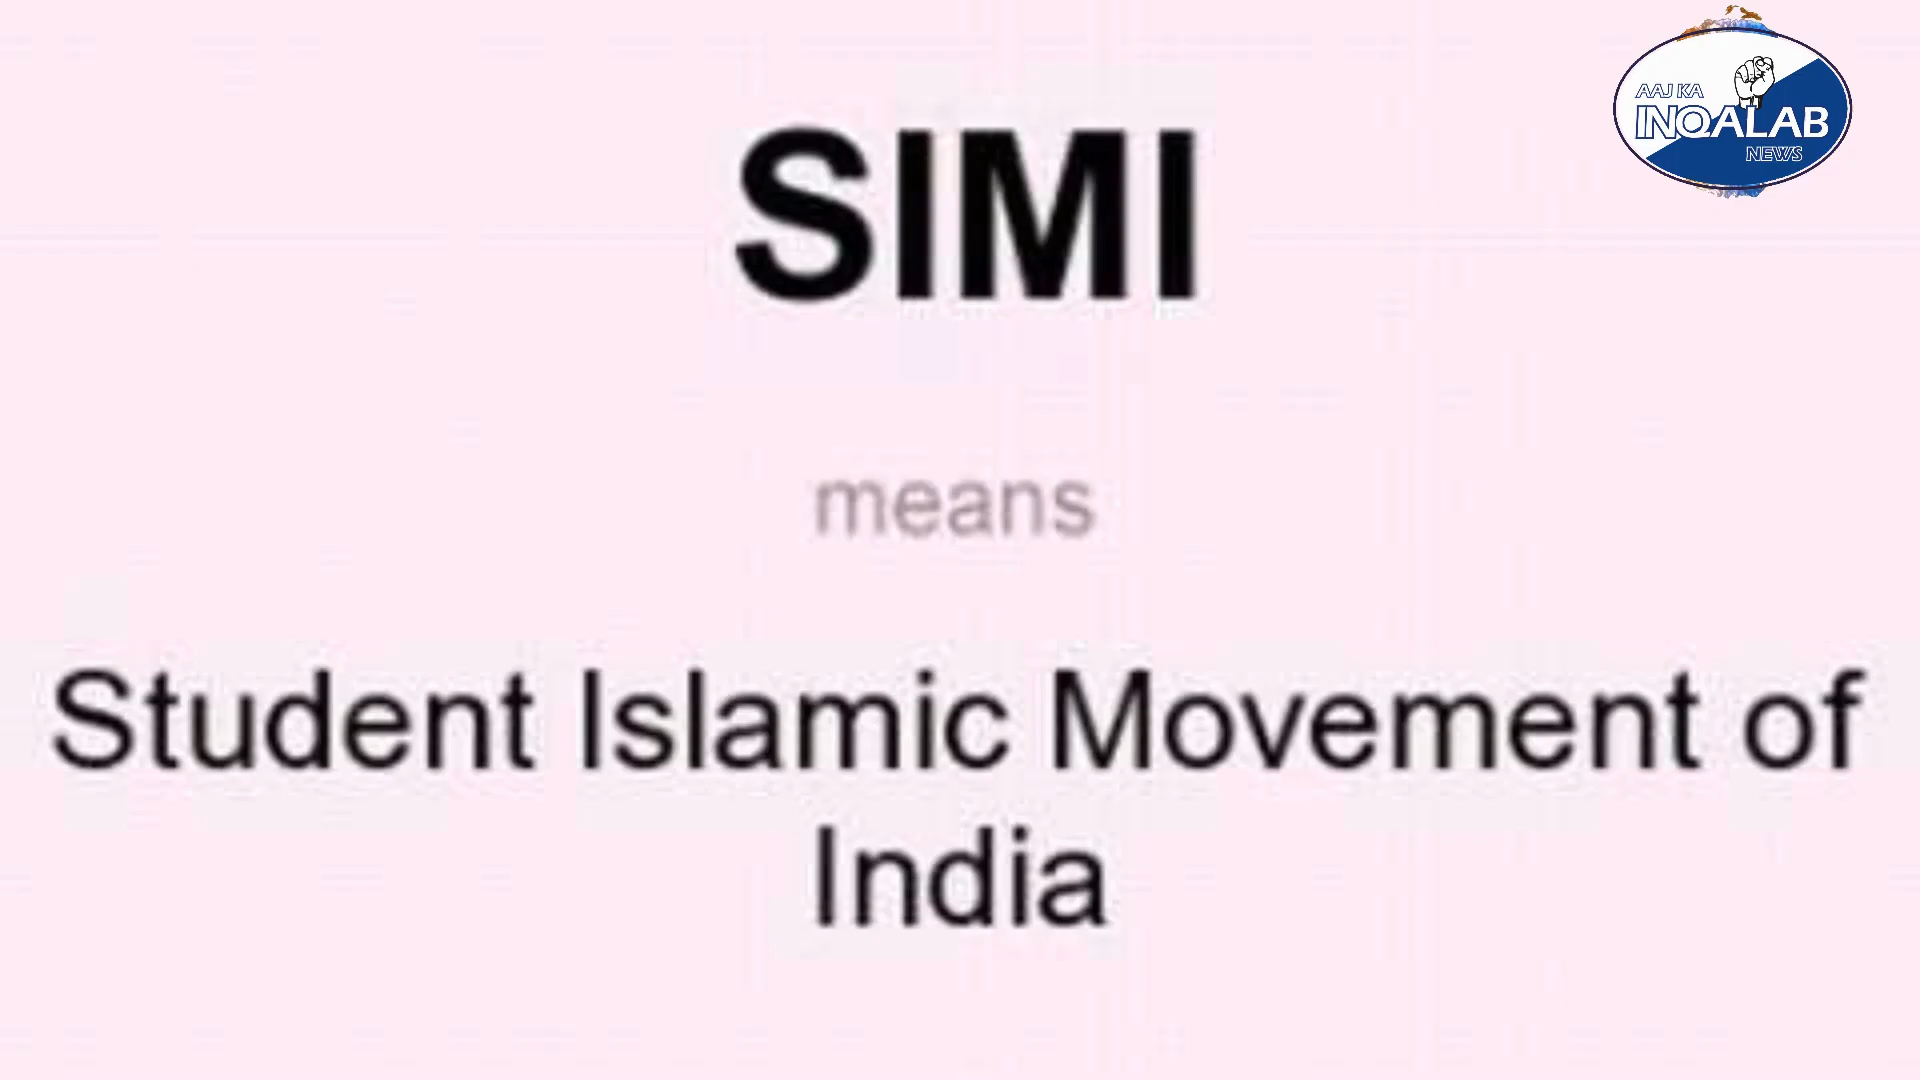 AAJ KA
INQALAB
NEWS
SIMI
means
Student Islamic Movement of
India